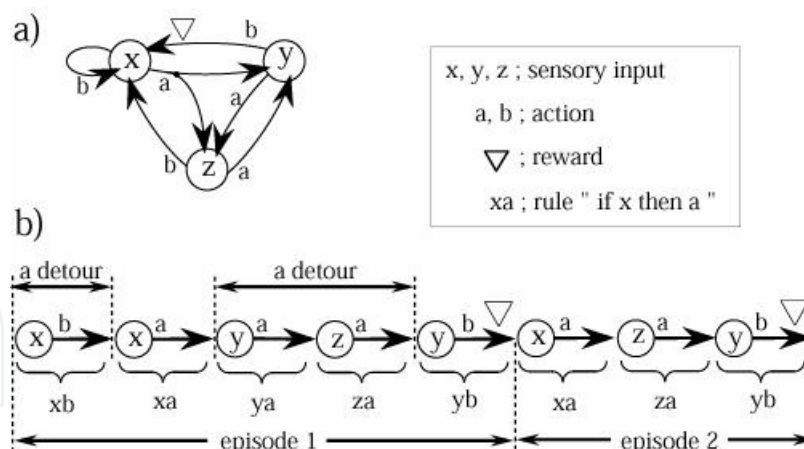 a)
b
x
y
a
b
a
z
b
a
x, y, z ; sensory input
a, b ; action
▽ ; reward
xa ; rule " if x then a "
b)
a detour
a detour
x b x a y a z a y b x a z a y b
xb xa ya za yb xa za yb
episode 1 episode 2